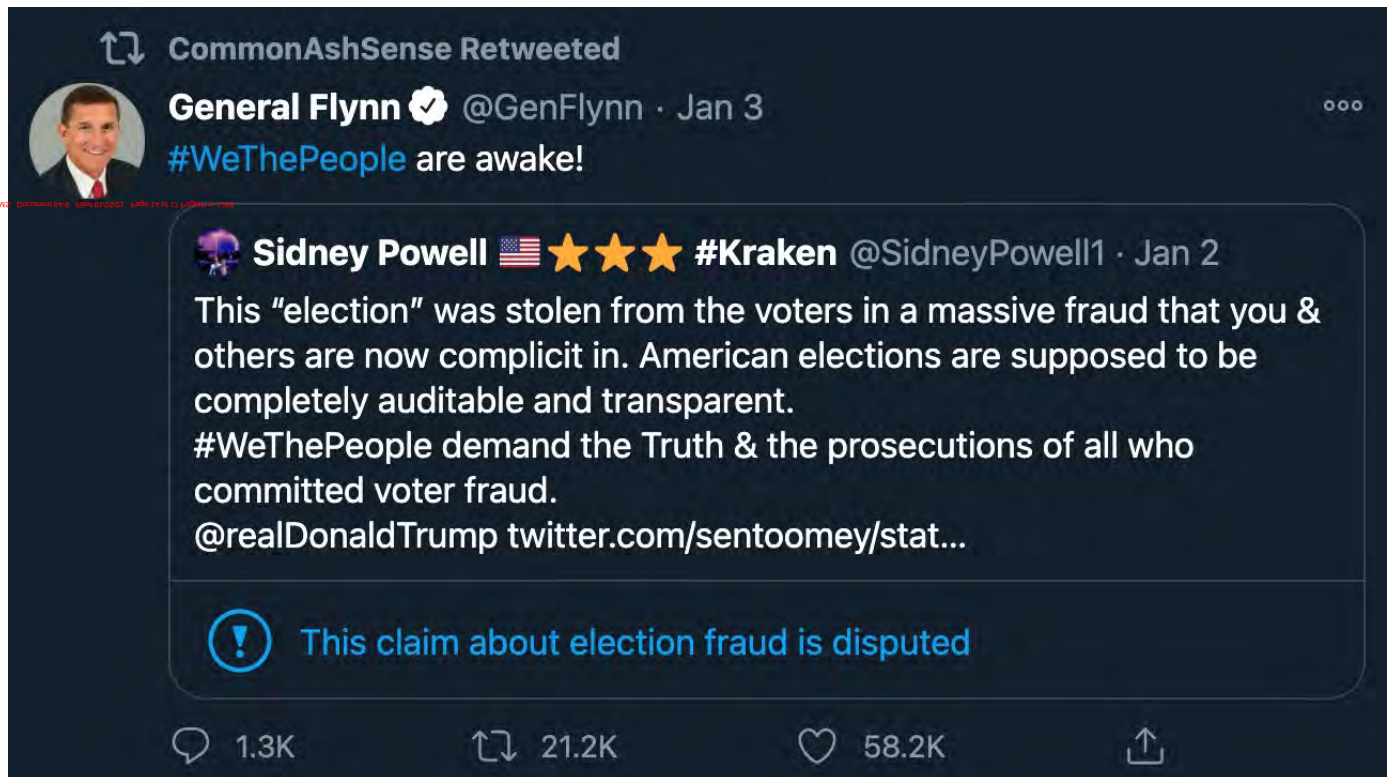 CommonAshSense Retweeted
General Flynn @GenFlynn · Jan 3
#WeThePeople are awake!
Sidney Powell 🇺🇸⭐⭐⭐ #Kraken @SidneyPowell1 · Jan 2
This “election” was stolen from the voters in a massive fraud that you &
others are now complicit in. American elections are supposed to be
completely auditable and transparent.
#WeThePeople demand the Truth & the prosecutions of all who
committed voter fraud.
@realDonaldTrump twitter.com/sentoomey/stat...
This claim about election fraud is disputed
1.3K 21.2K 58.2K